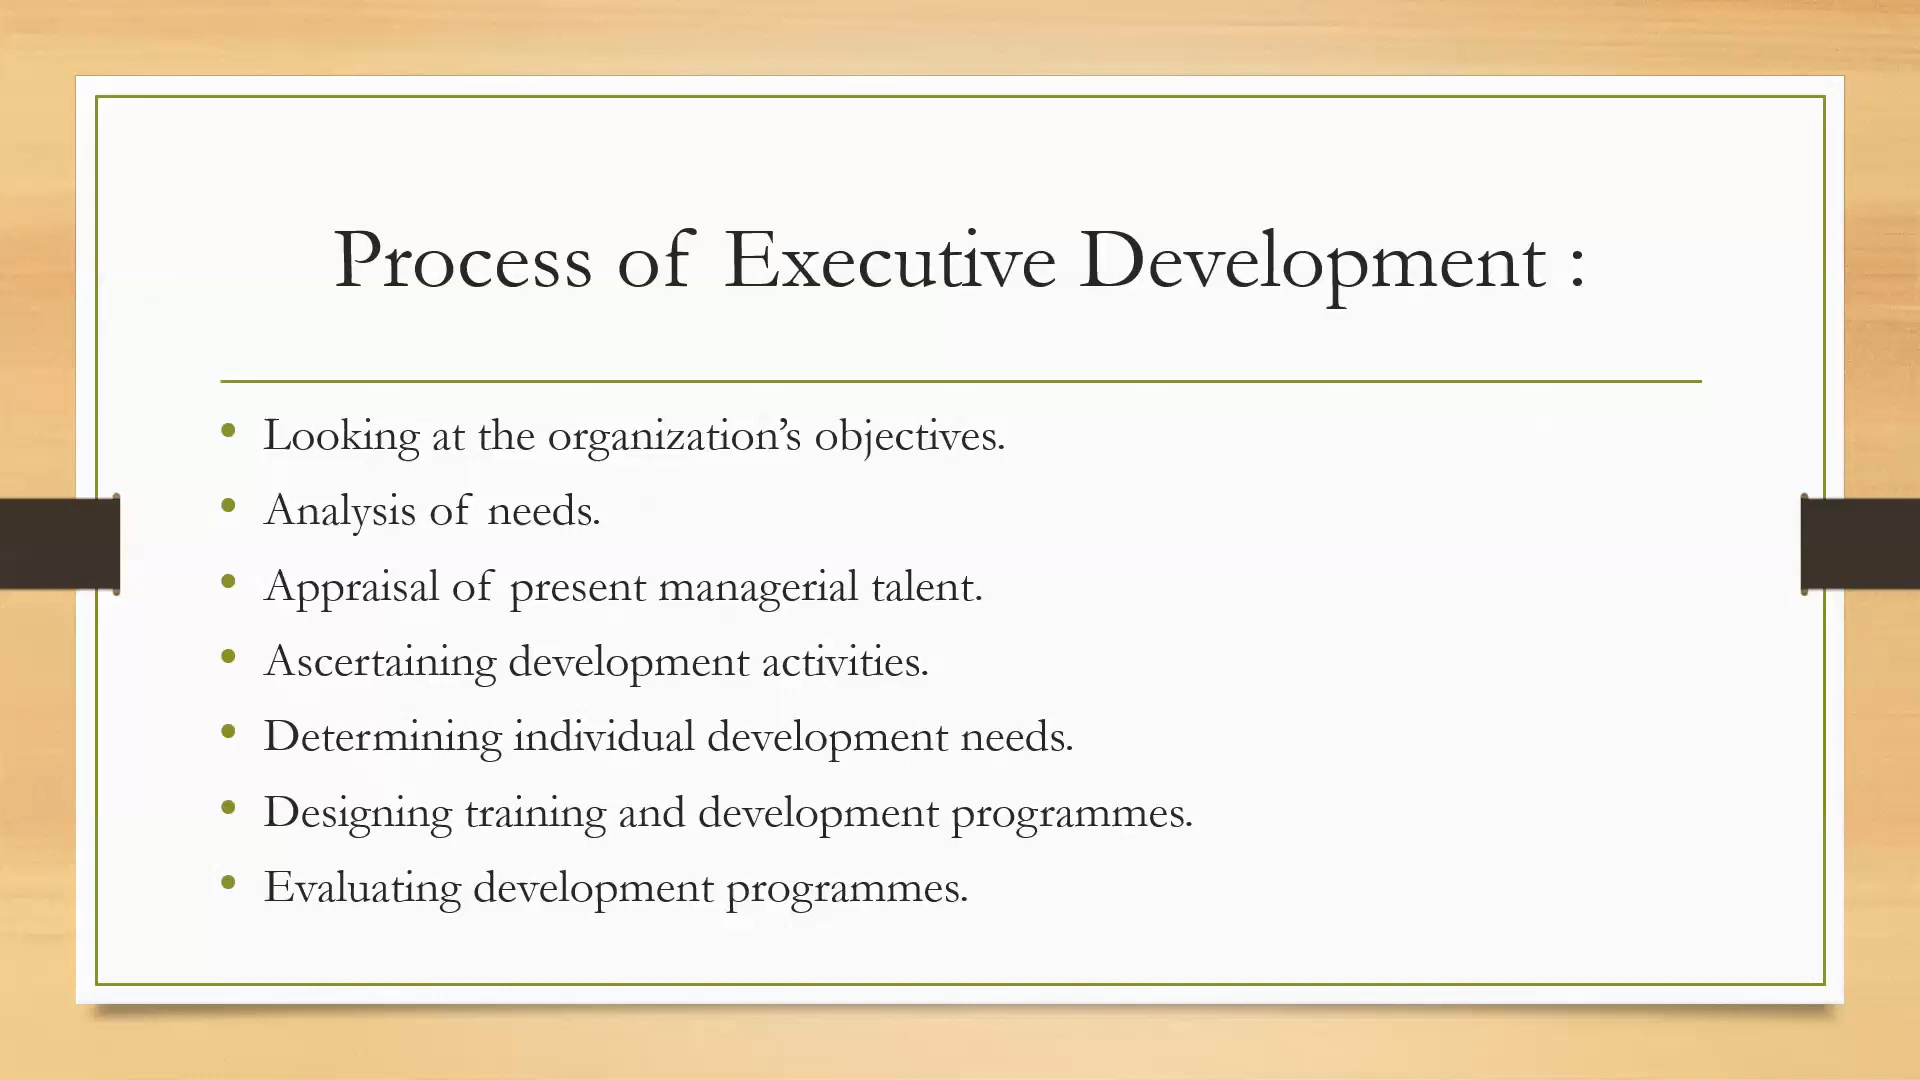 Process of Executive Development :
• Looking at the organization’s objectives.
• Analysis of needs.
• Appraisal of present managerial talent.
• Ascertaining development activities.
• Determining individual development needs.
• Designing training and development programmes.
• Evaluating development programmes.